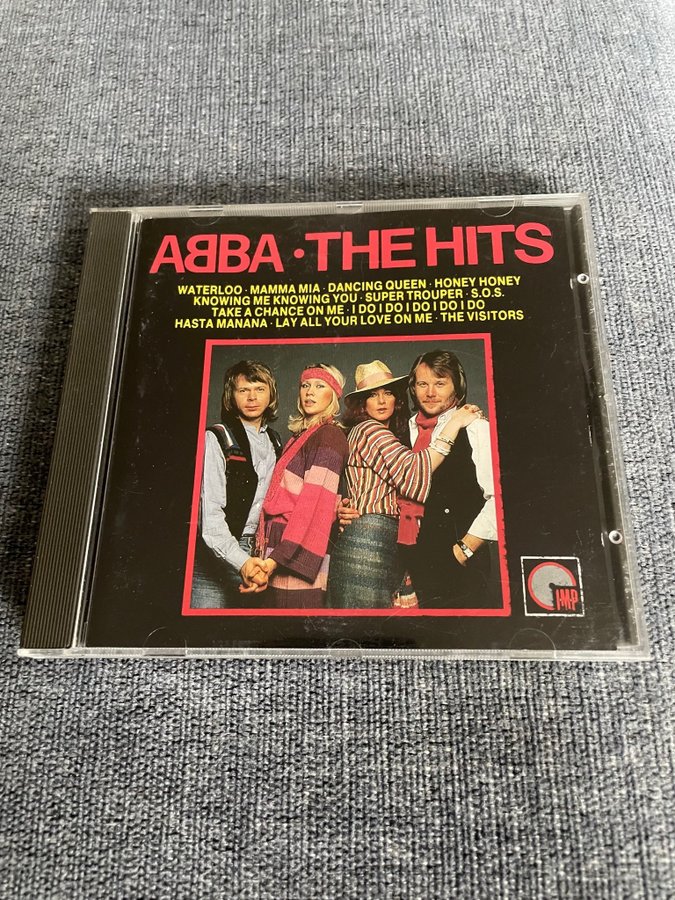 ABBA · THE HITS
WATERLOO · MAMMA MIA · DANCING QUEEN · HONEY HONEY
KNOWING ME KNOWING YOU · SUPER TROUPER · S.O.S.
TAKE A CHANCE ON ME · I DO I DO I DO I DO I DO
HASTA MANANA · LAY ALL YOUR LOVE ON ME · THE VISITORS
IMP